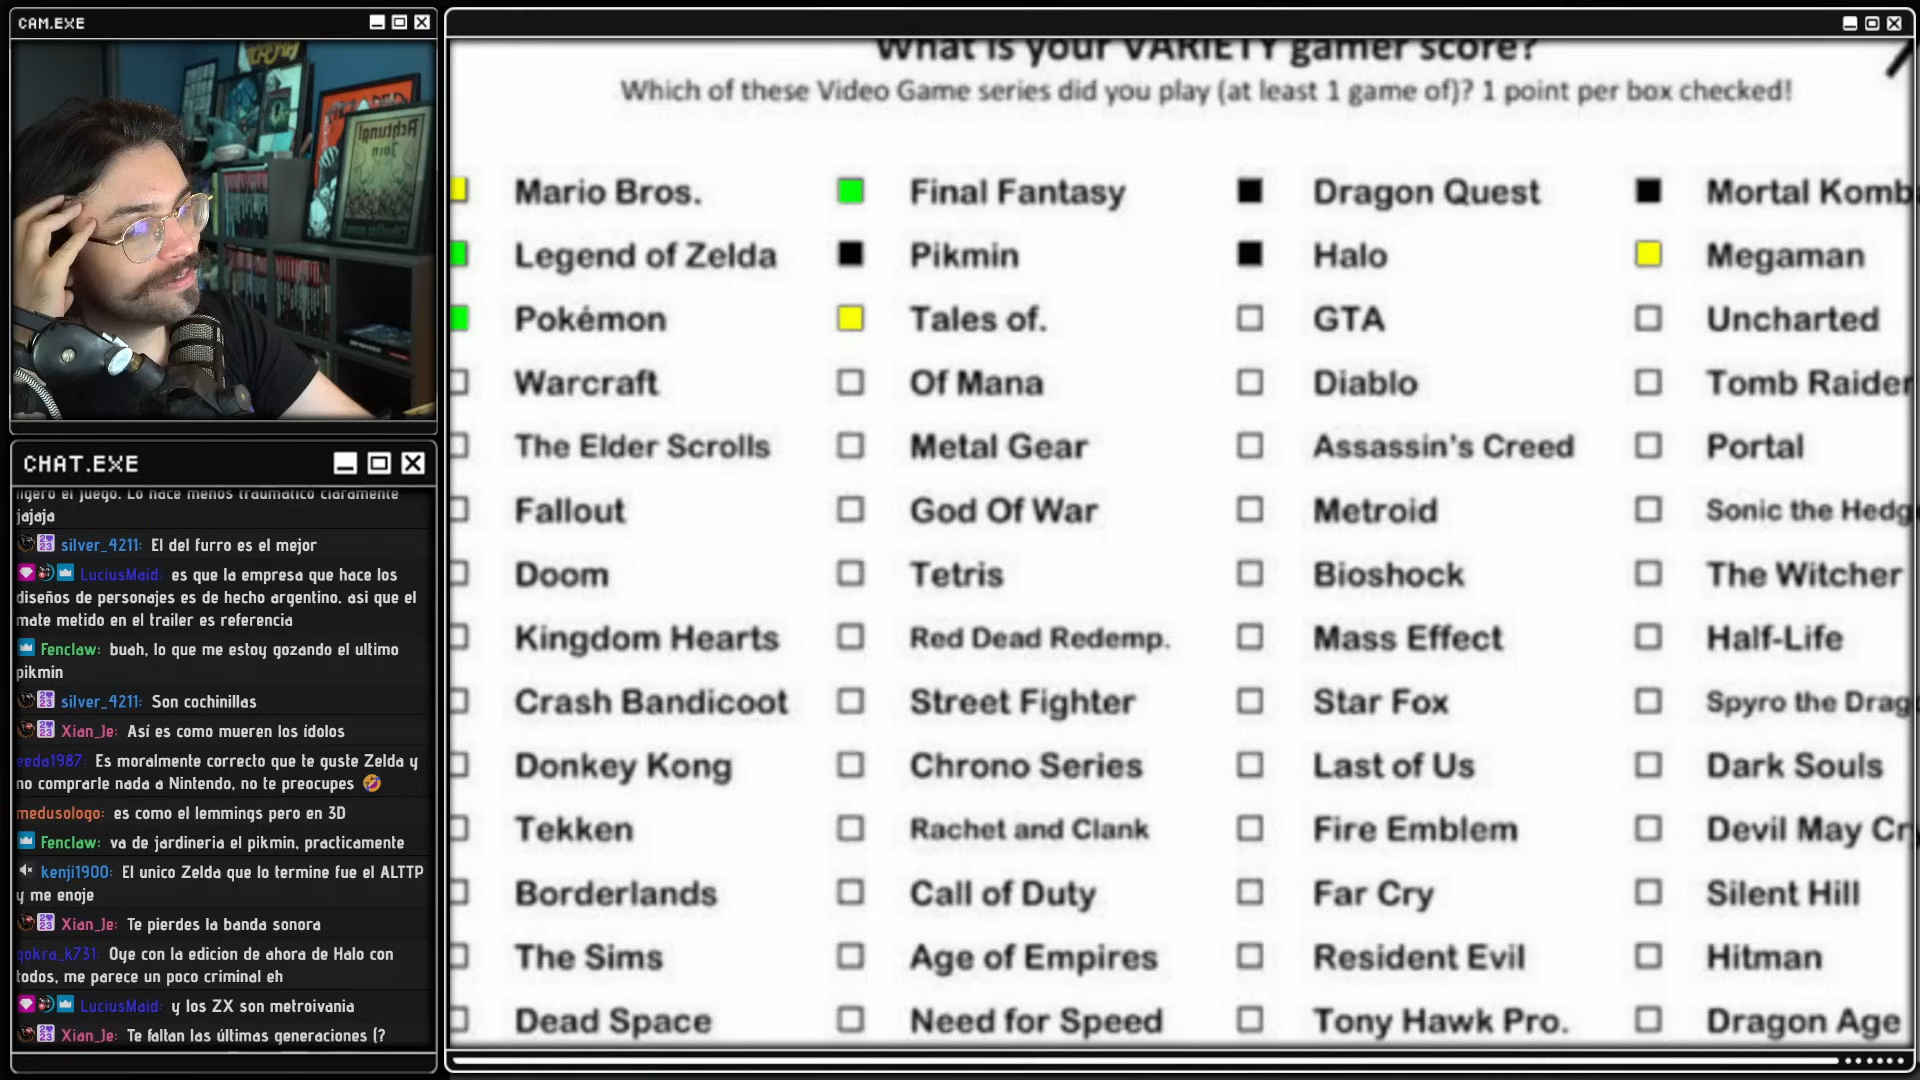 CAM.EXE
Achtung!
Join
CHAT.EXE
ligero el juego. Lo hace menos traumático claramente
jajaja
silver_4211: El del furro es el mejor
LuciusMaid: es que la empresa que hace los
diseños de personajes es de hecho argentino. asi que el
mate metido en el trailer es referencia
Fenclaw: buah, lo que me estoy gozando el ultimo
pikmin
silver_4211: Son cochinillas
Xian_Je: Así es como mueren los ídolos
eeda1987: Es moralmente correcto que te guste Zelda y
no comprarle nada a Nintendo, no te preocupes 🤣
medusologo: es como el lemmings pero en 3D
Fenclaw: va de jardineria el pikmin, practicamente
kenji1900: El unico Zelda que lo termine fue el ALTTP
y me enoje
Xian_Je: Te pierdes la banda sonora
gokra_k731: Oye con la edicion de ahora de Halo con
todos, me parece un poco criminal eh
LuciusMaid: y los ZX son metroivania
Xian_Je: Te faltan las últimas generaciones (?
What is your VARIETY gamer score?
Which of these Video Game series did you play (at least 1 game of)? 1 point per box checked!
Mario Bros. Final Fantasy Dragon Quest Mortal Komb
Legend of Zelda Pikmin Halo Megaman
Pokémon Tales of. GTA Uncharted
Warcraft Of Mana Diablo Tomb Raider
The Elder Scrolls Metal Gear Assassin's Creed Portal
Fallout God Of War Metroid Sonic the Hedg
Doom Tetris Bioshock The Witcher
Kingdom Hearts Red Dead Redemp. Mass Effect Half-Life
Crash Bandicoot Street Fighter Star Fox Spyro the Drag
Donkey Kong Chrono Series Last of Us Dark Souls
Tekken Rachet and Clank Fire Emblem Devil May Cr
Borderlands Call of Duty Far Cry Silent Hill
The Sims Age of Empires Resident Evil Hitman
Dead Space Need for Speed Tony Hawk Pro. Dragon Age